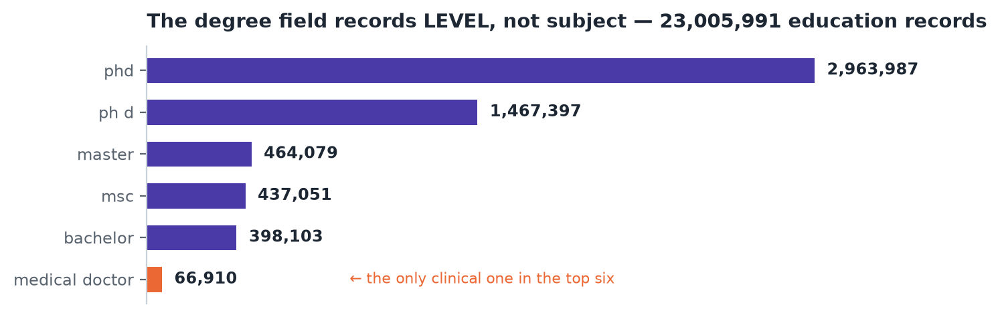 The degree field records LEVEL, not subject — 23,005,991 education records
phd 2,963,987
ph d 1,467,397
master 464,079
msc 437,051
bachelor 398,103
medical doctor 66,910 ← the only clinical one in the top six